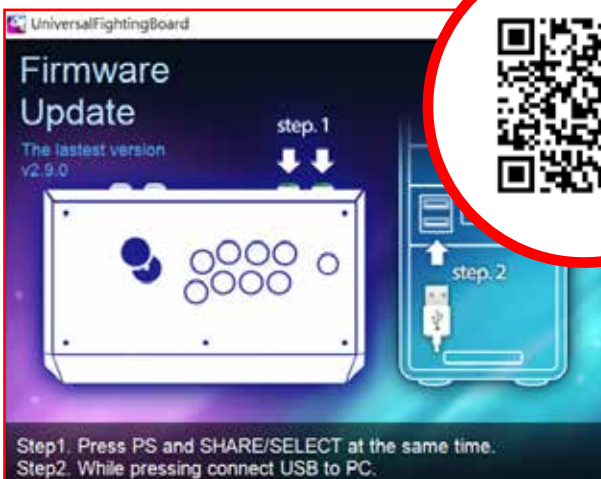 UniversalFightingBoard
Firmware
Update
The lastest version
v2.9.0
step. 1
step. 2
Step1. Press PS and SHARE/SELECT at the same time.
Step2. While pressing connect USB to PC.